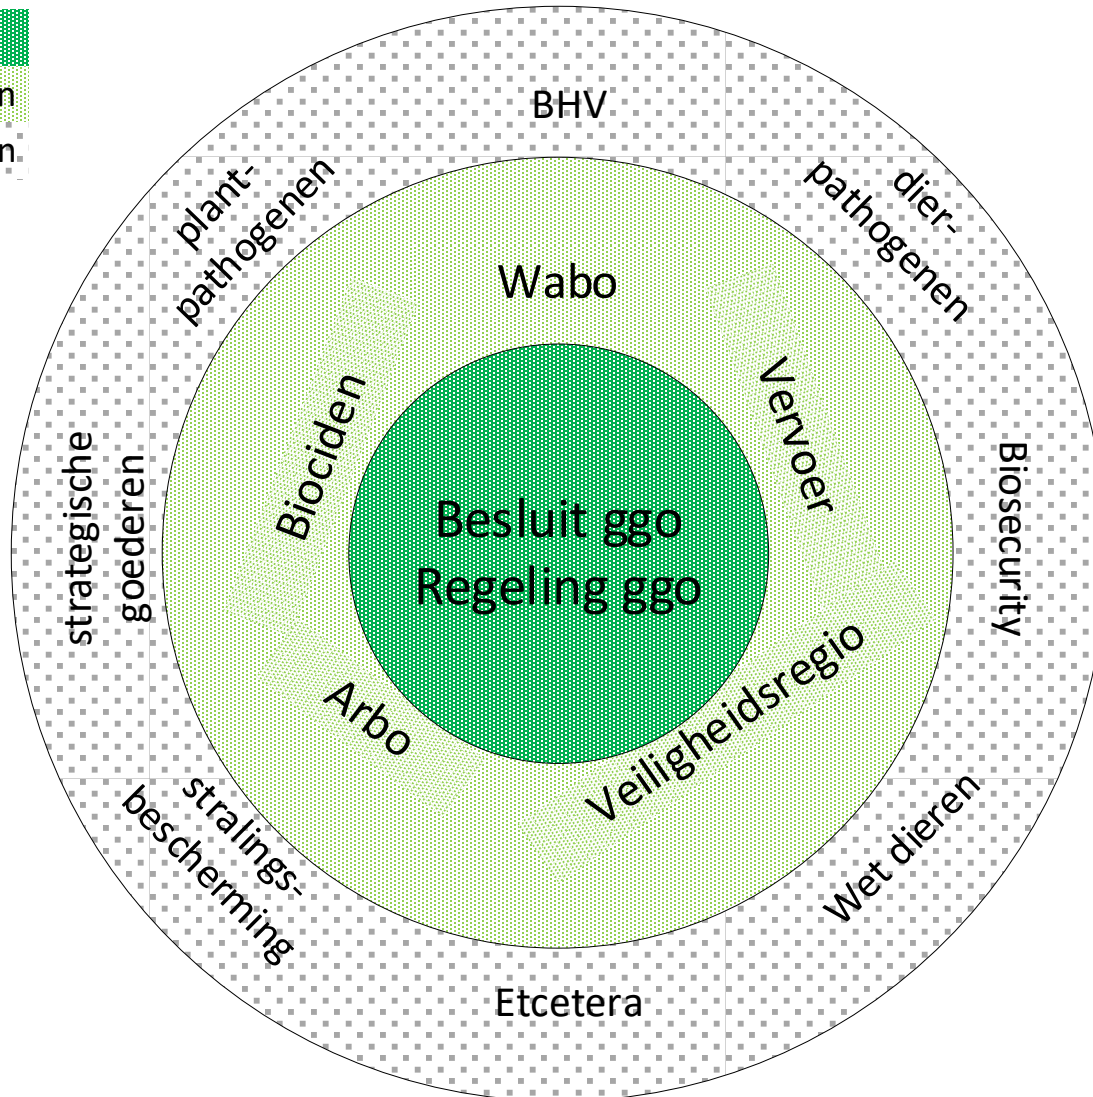 n
n
BHV
plant-
pathogenen
dier-
pathogenen
Wabo
Biociden
Vervoer
strategische
goederen
Besluit ggo
Regeling ggo
Biosecurity
Arbo
Veiligheidsregio
stralings-
bescherming
Wet dieren
Etcetera